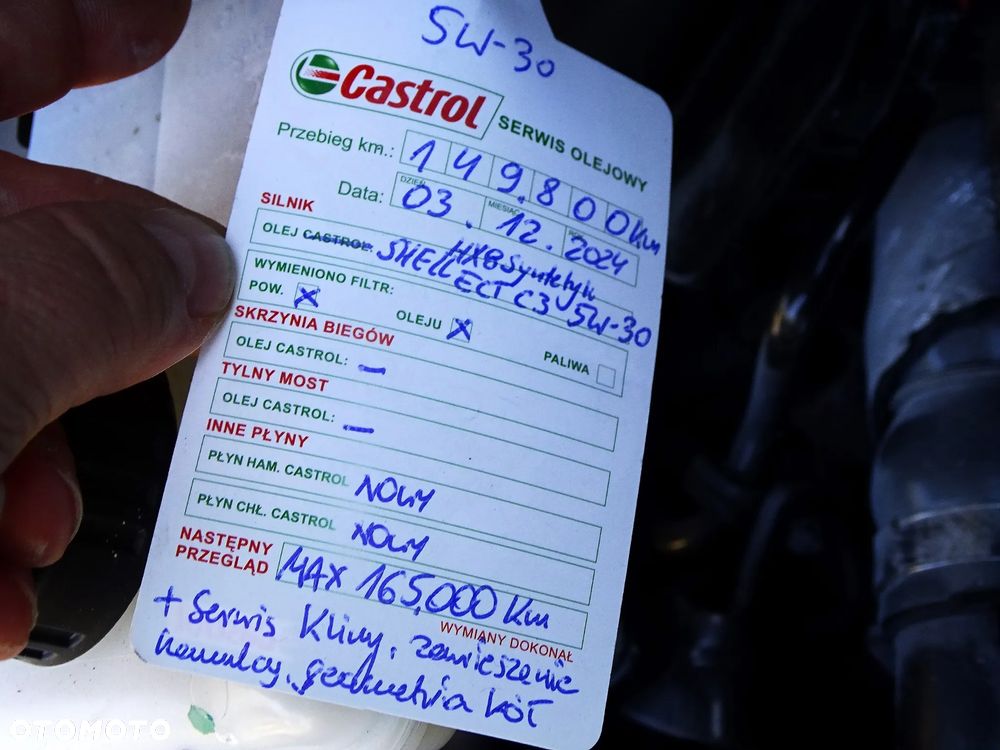 5W-30
Castrol SERWIS OLEJOWY
Przebieg km.: 149.800 Km
DZIEŃ MIESIĄC
Data: 03. 12. 2024
SILNIK
HX8 Syntetyk
OLEJ CASTROL: SHELL ECT C3 5W-30
WYMIENIONO FILTR:
POW. X OLEJU X PALIWA
SKRZYNIA BIEGÓW
OLEJ CASTROL: –
TYLNY MOST
OLEJ CASTROL: –
INNE PŁYNY
PŁYN HAM. CASTROL NOWY
PŁYN CHŁ. CASTROL NOWY
NASTĘPNY
PRZEGLĄD MAX 165,000 Km
WYMIANY DOKONAŁ
+ Serwis Klimy, zawieszenie
hamulcy, geometria kół
OTOMOTO